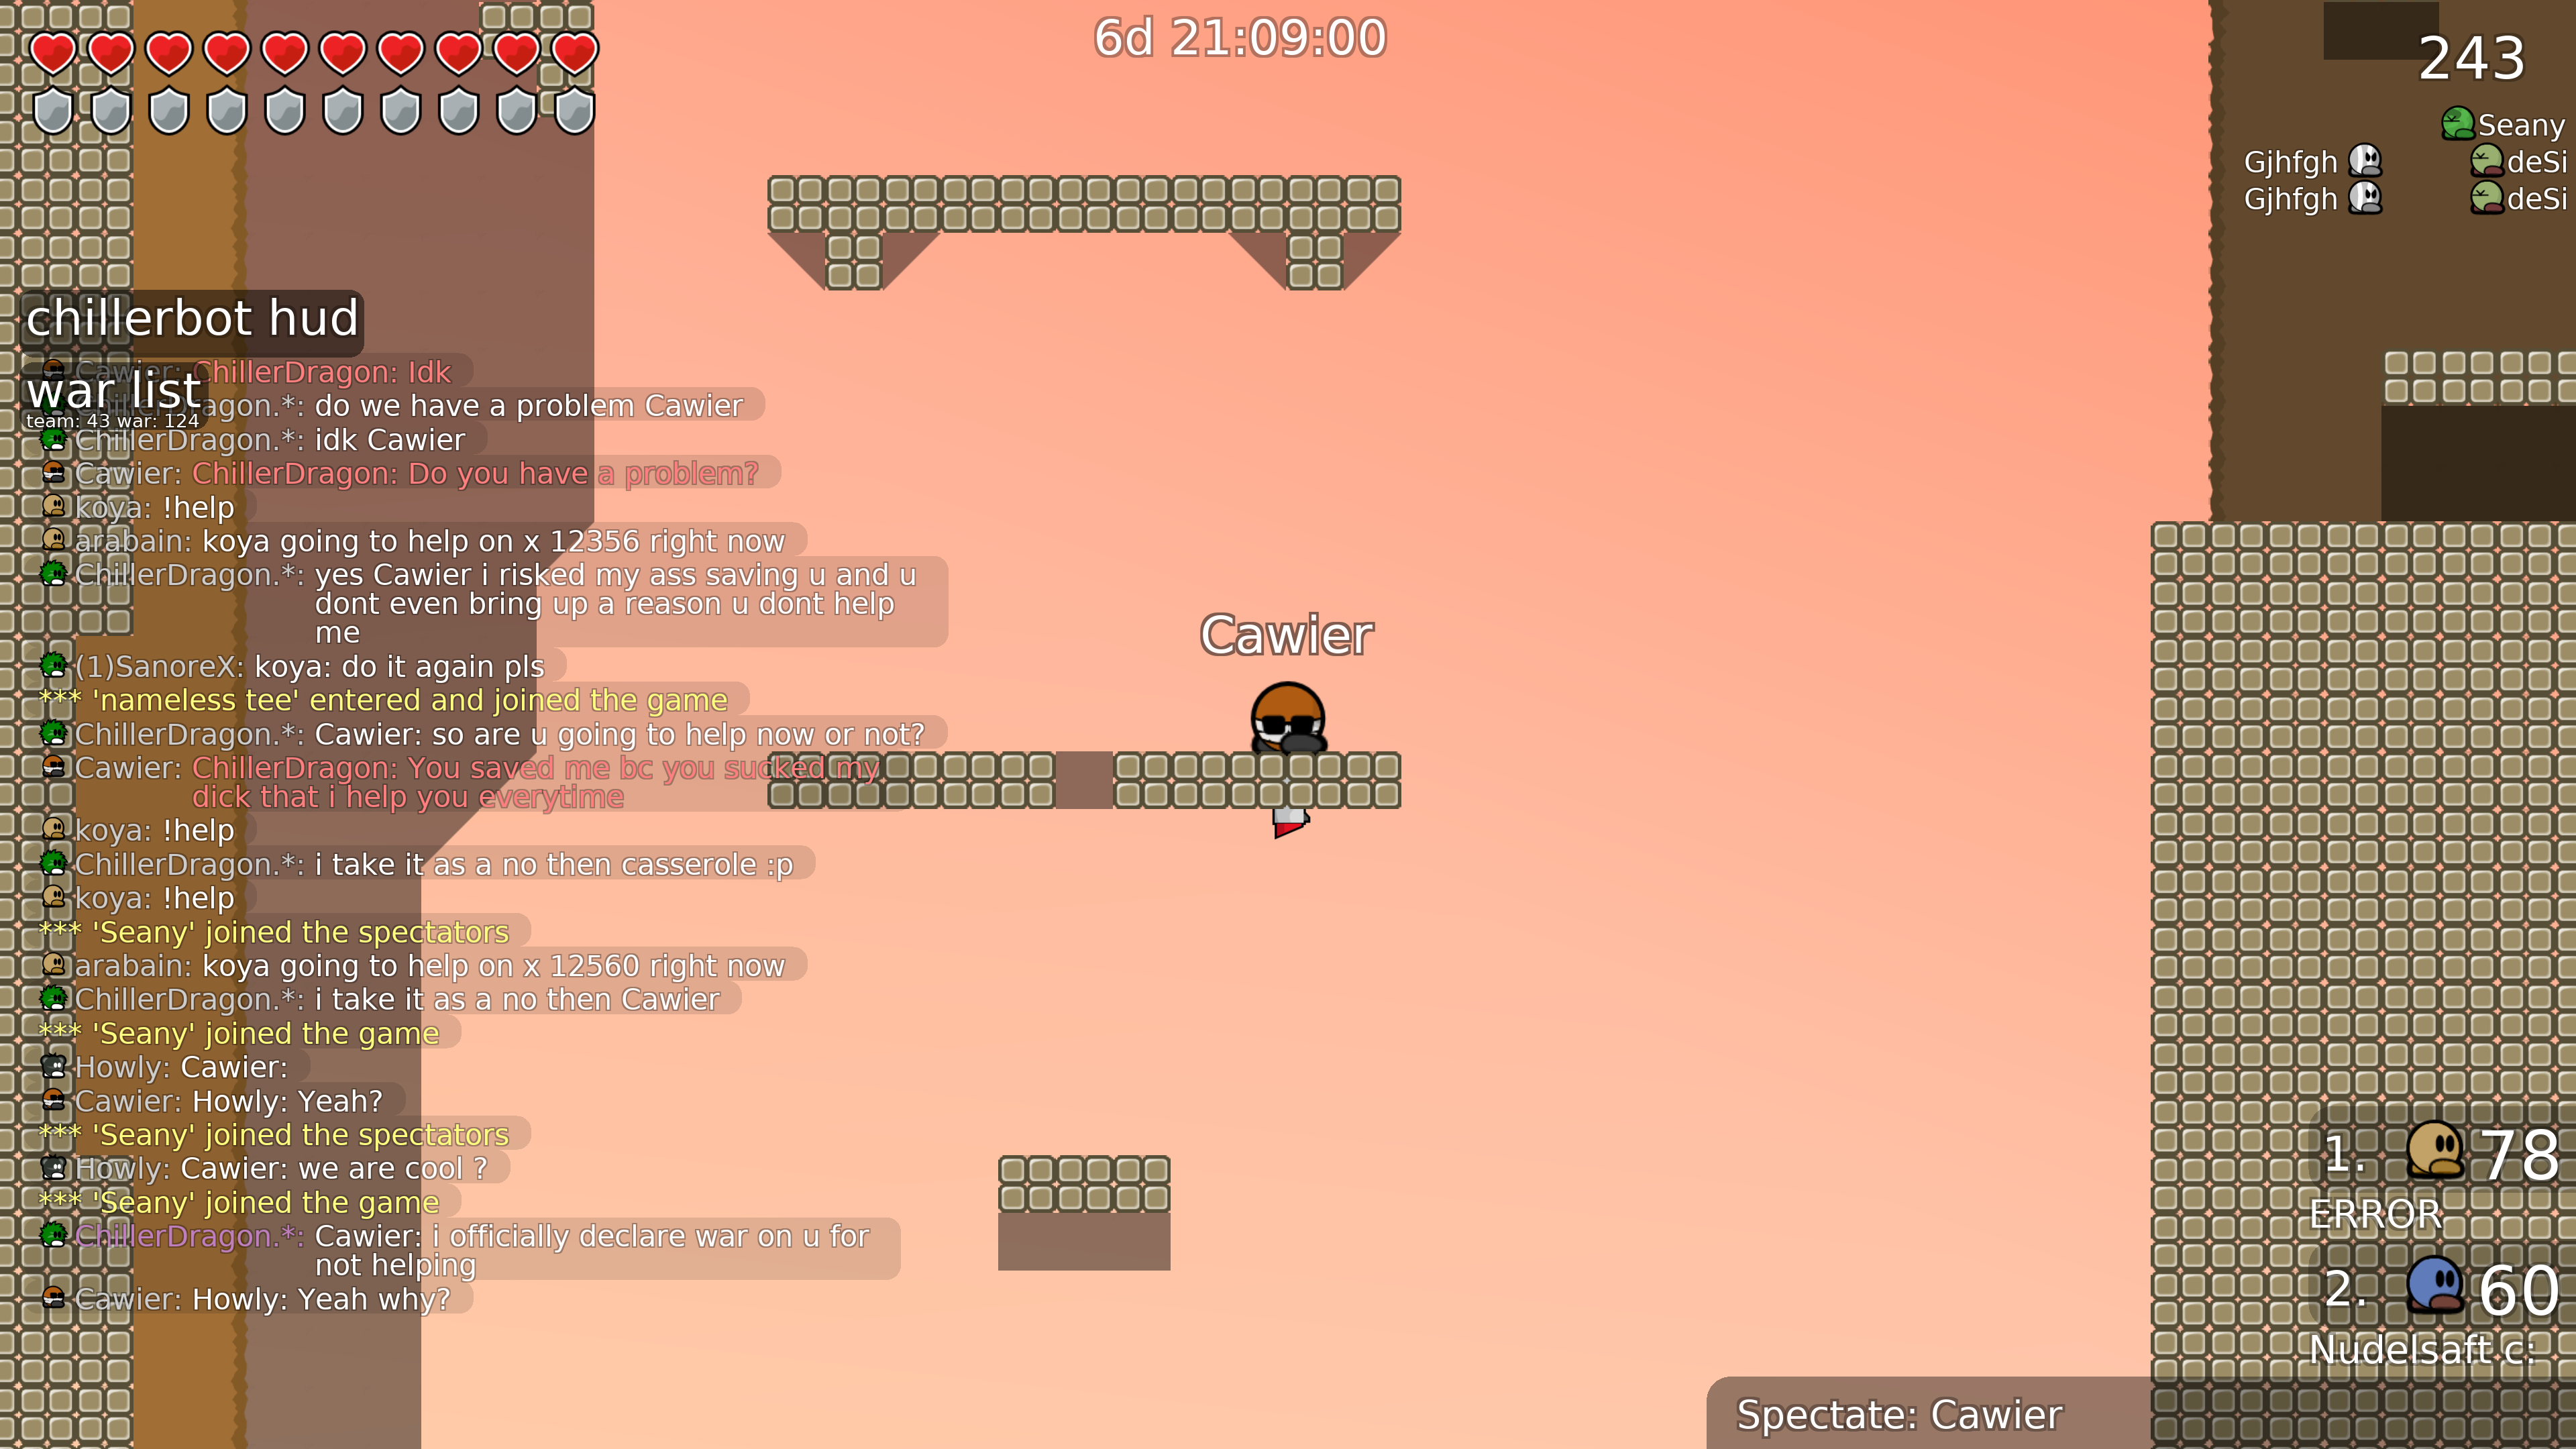 6d 21:09:00
243
Seany
Gjhfgh deSi
Gjhfgh deSi
chillerbot hud
Cawier: ChillerDragon: Idk
war list
ChillerDragon.*: do we have a problem Cawier
team: 43 war: 124
ChillerDragon.*: idk Cawier
Cawier: ChillerDragon: Do you have a problem?
koya: !help
arabain: koya going to help on x 12356 right now
ChillerDragon.*: yes Cawier i risked my ass saving u and u
dont even bring up a reason u dont help
me
Cawier
(1)SanoreX: koya: do it again pls
*** 'nameless tee' entered and joined the game
ChillerDragon.*: Cawier: so are u going to help now or not?
Cawier: ChillerDragon: You saved me bc you sucked my
dick that i help you everytime
koya: !help
ChillerDragon.*: i take it as a no then casserole :p
koya: !help
*** 'Seany' joined the spectators
arabain: koya going to help on x 12560 right now
ChillerDragon.*: i take it as a no then Cawier
*** 'Seany' joined the game
Howly: Cawier:
Cawier: Howly: Yeah?
*** 'Seany' joined the spectators
Howly: Cawier: we are cool ?
*** 'Seany' joined the game
ChillerDragon.*: Cawier: i officially declare war on u for
not helping
Cawier: Howly: Yeah why?
1. 78
ERROR
2. 60
Nudelsaft c:
Spectate: Cawier